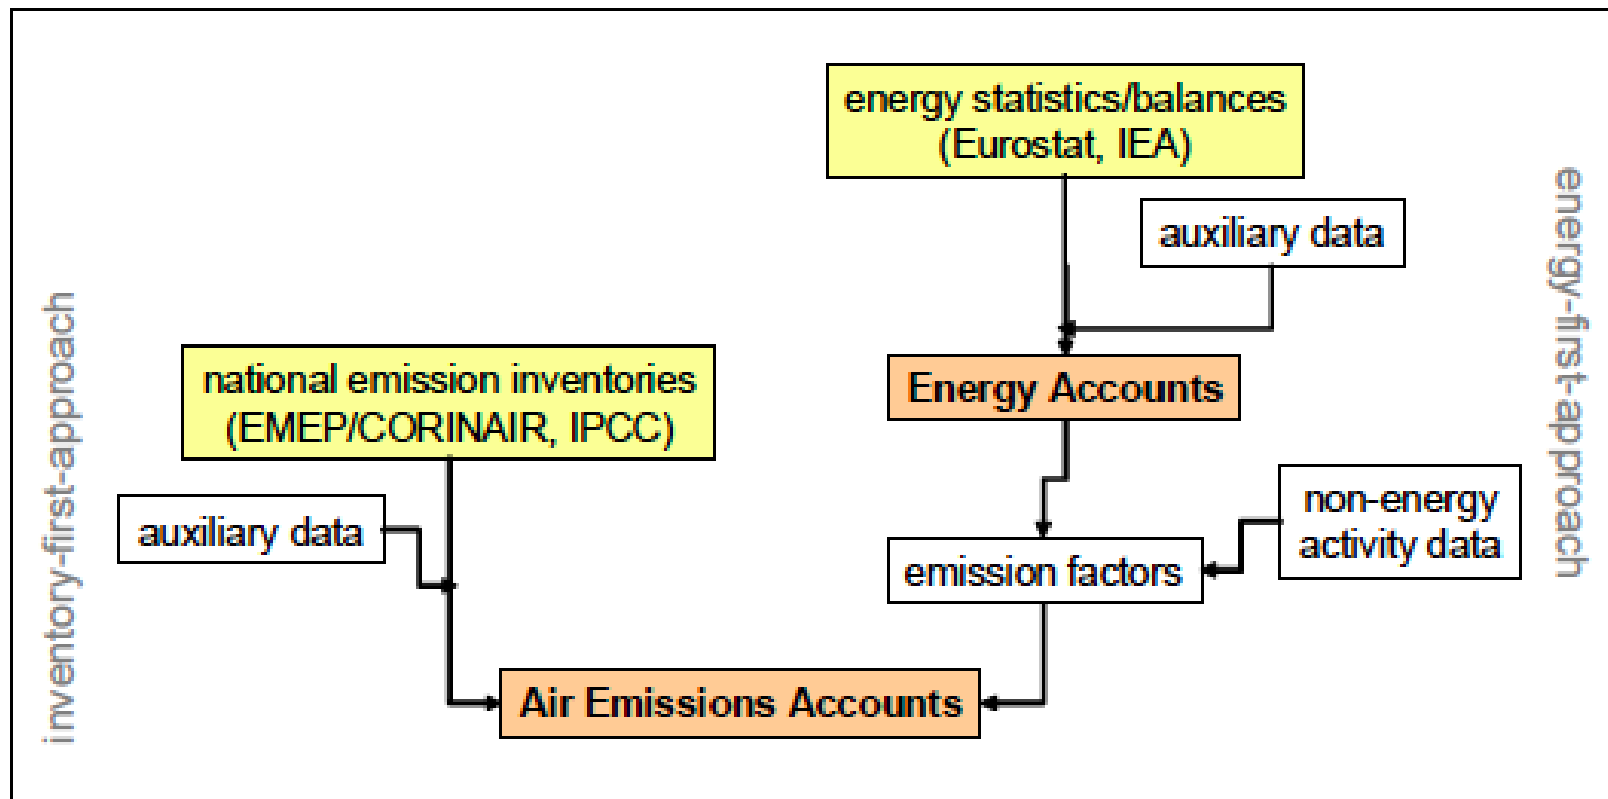 energy statistics/balances
(Eurostat, IEA)
auxiliary data
energy-first-approach
inventory-first-approach
national emission inventories
(EMEP/CORINAIR, IPCC)
Energy Accounts
auxiliary data
non-energy
activity data
emission factors
Air Emissions Accounts